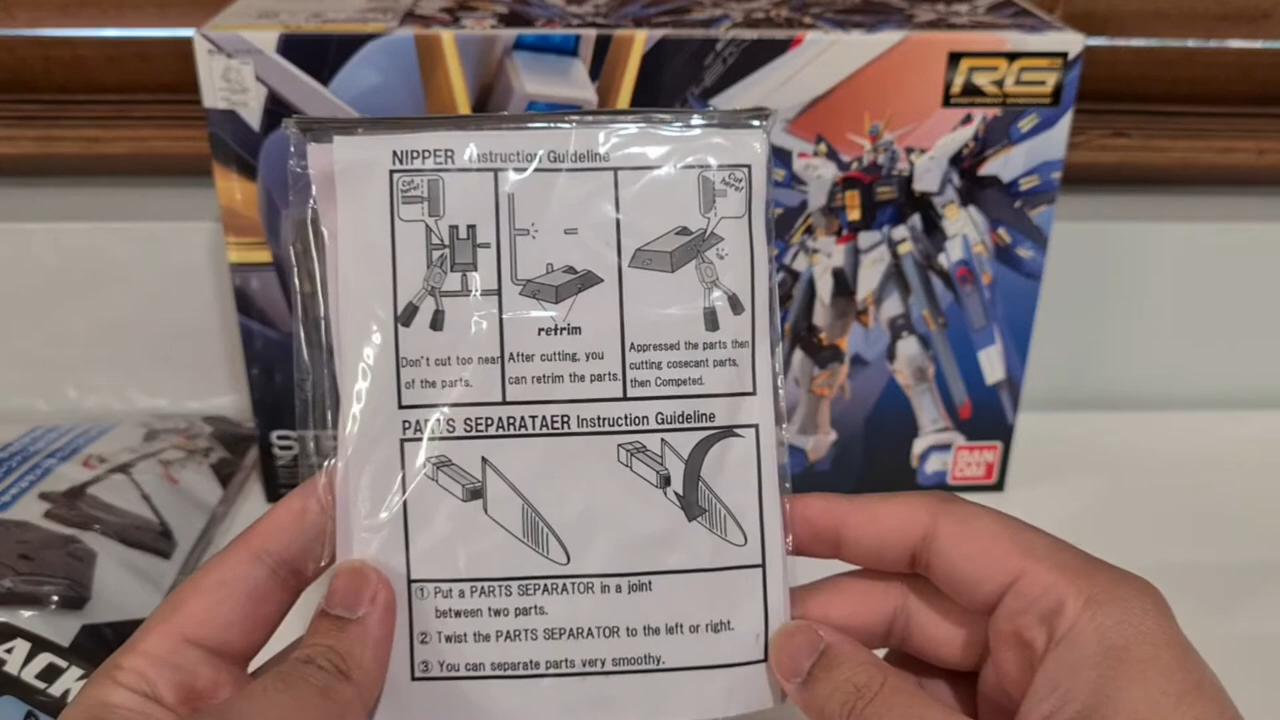 RG
NIPPER Instruction Guideline
Cut here!
Cut here!
retrim
Don't cut too near
of the parts.
After cutting, you
can retrim the parts.
Appressed the parts then
cutting cosecant parts,
then Competed.
PARTS SEPARATAER Instruction Guideline
① Put a PARTS SEPARATOR in a joint
between two parts.
② Twist the PARTS SEPARATOR to the left or right.
③ You can separate parts very smoothy.
BAN
DAI
ACK